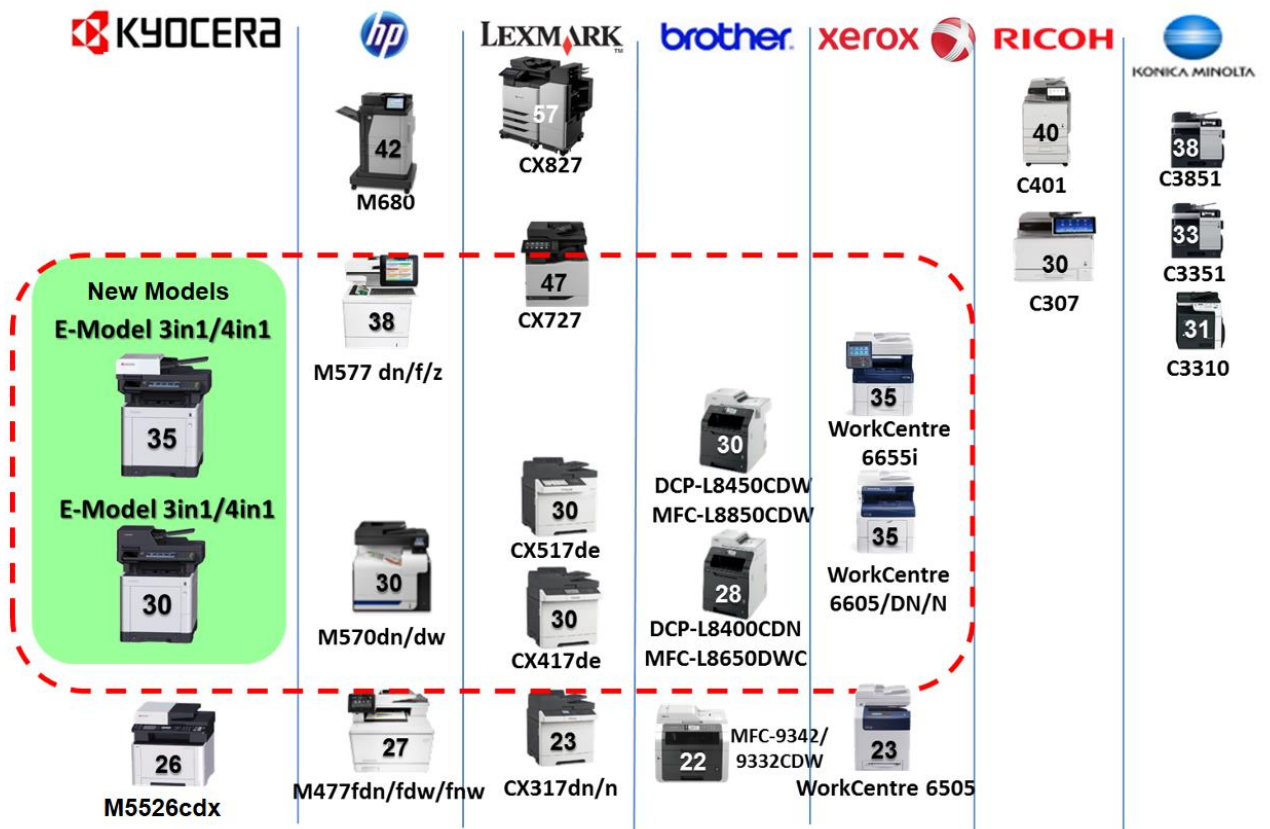 KYOCERA
hp
LEXMARK™
brother.
xerox
RICOH
KONICA MINOLTA
New Models
E-Model 3in1/4in1
35
E-Model 3in1/4in1
30
26
M5526cdx
42
M680
38
M577 dn/f/z
30
M570dn/dw
27
M477fdn/fdw/fnw
57
CX827
47
CX727
30
CX517de
30
CX417de
23
CX317dn/n
30
DCP-L8450CDW
MFC-L8850CDW
28
DCP-L8400CDN
MFC-L8650DWC
22
MFC-9342/
9332CDW
35
WorkCentre
6655i
35
WorkCentre
6605/DN/N
23
WorkCentre 6505
40
C401
30
C307
38
C3851
33
C3351
31
C3310